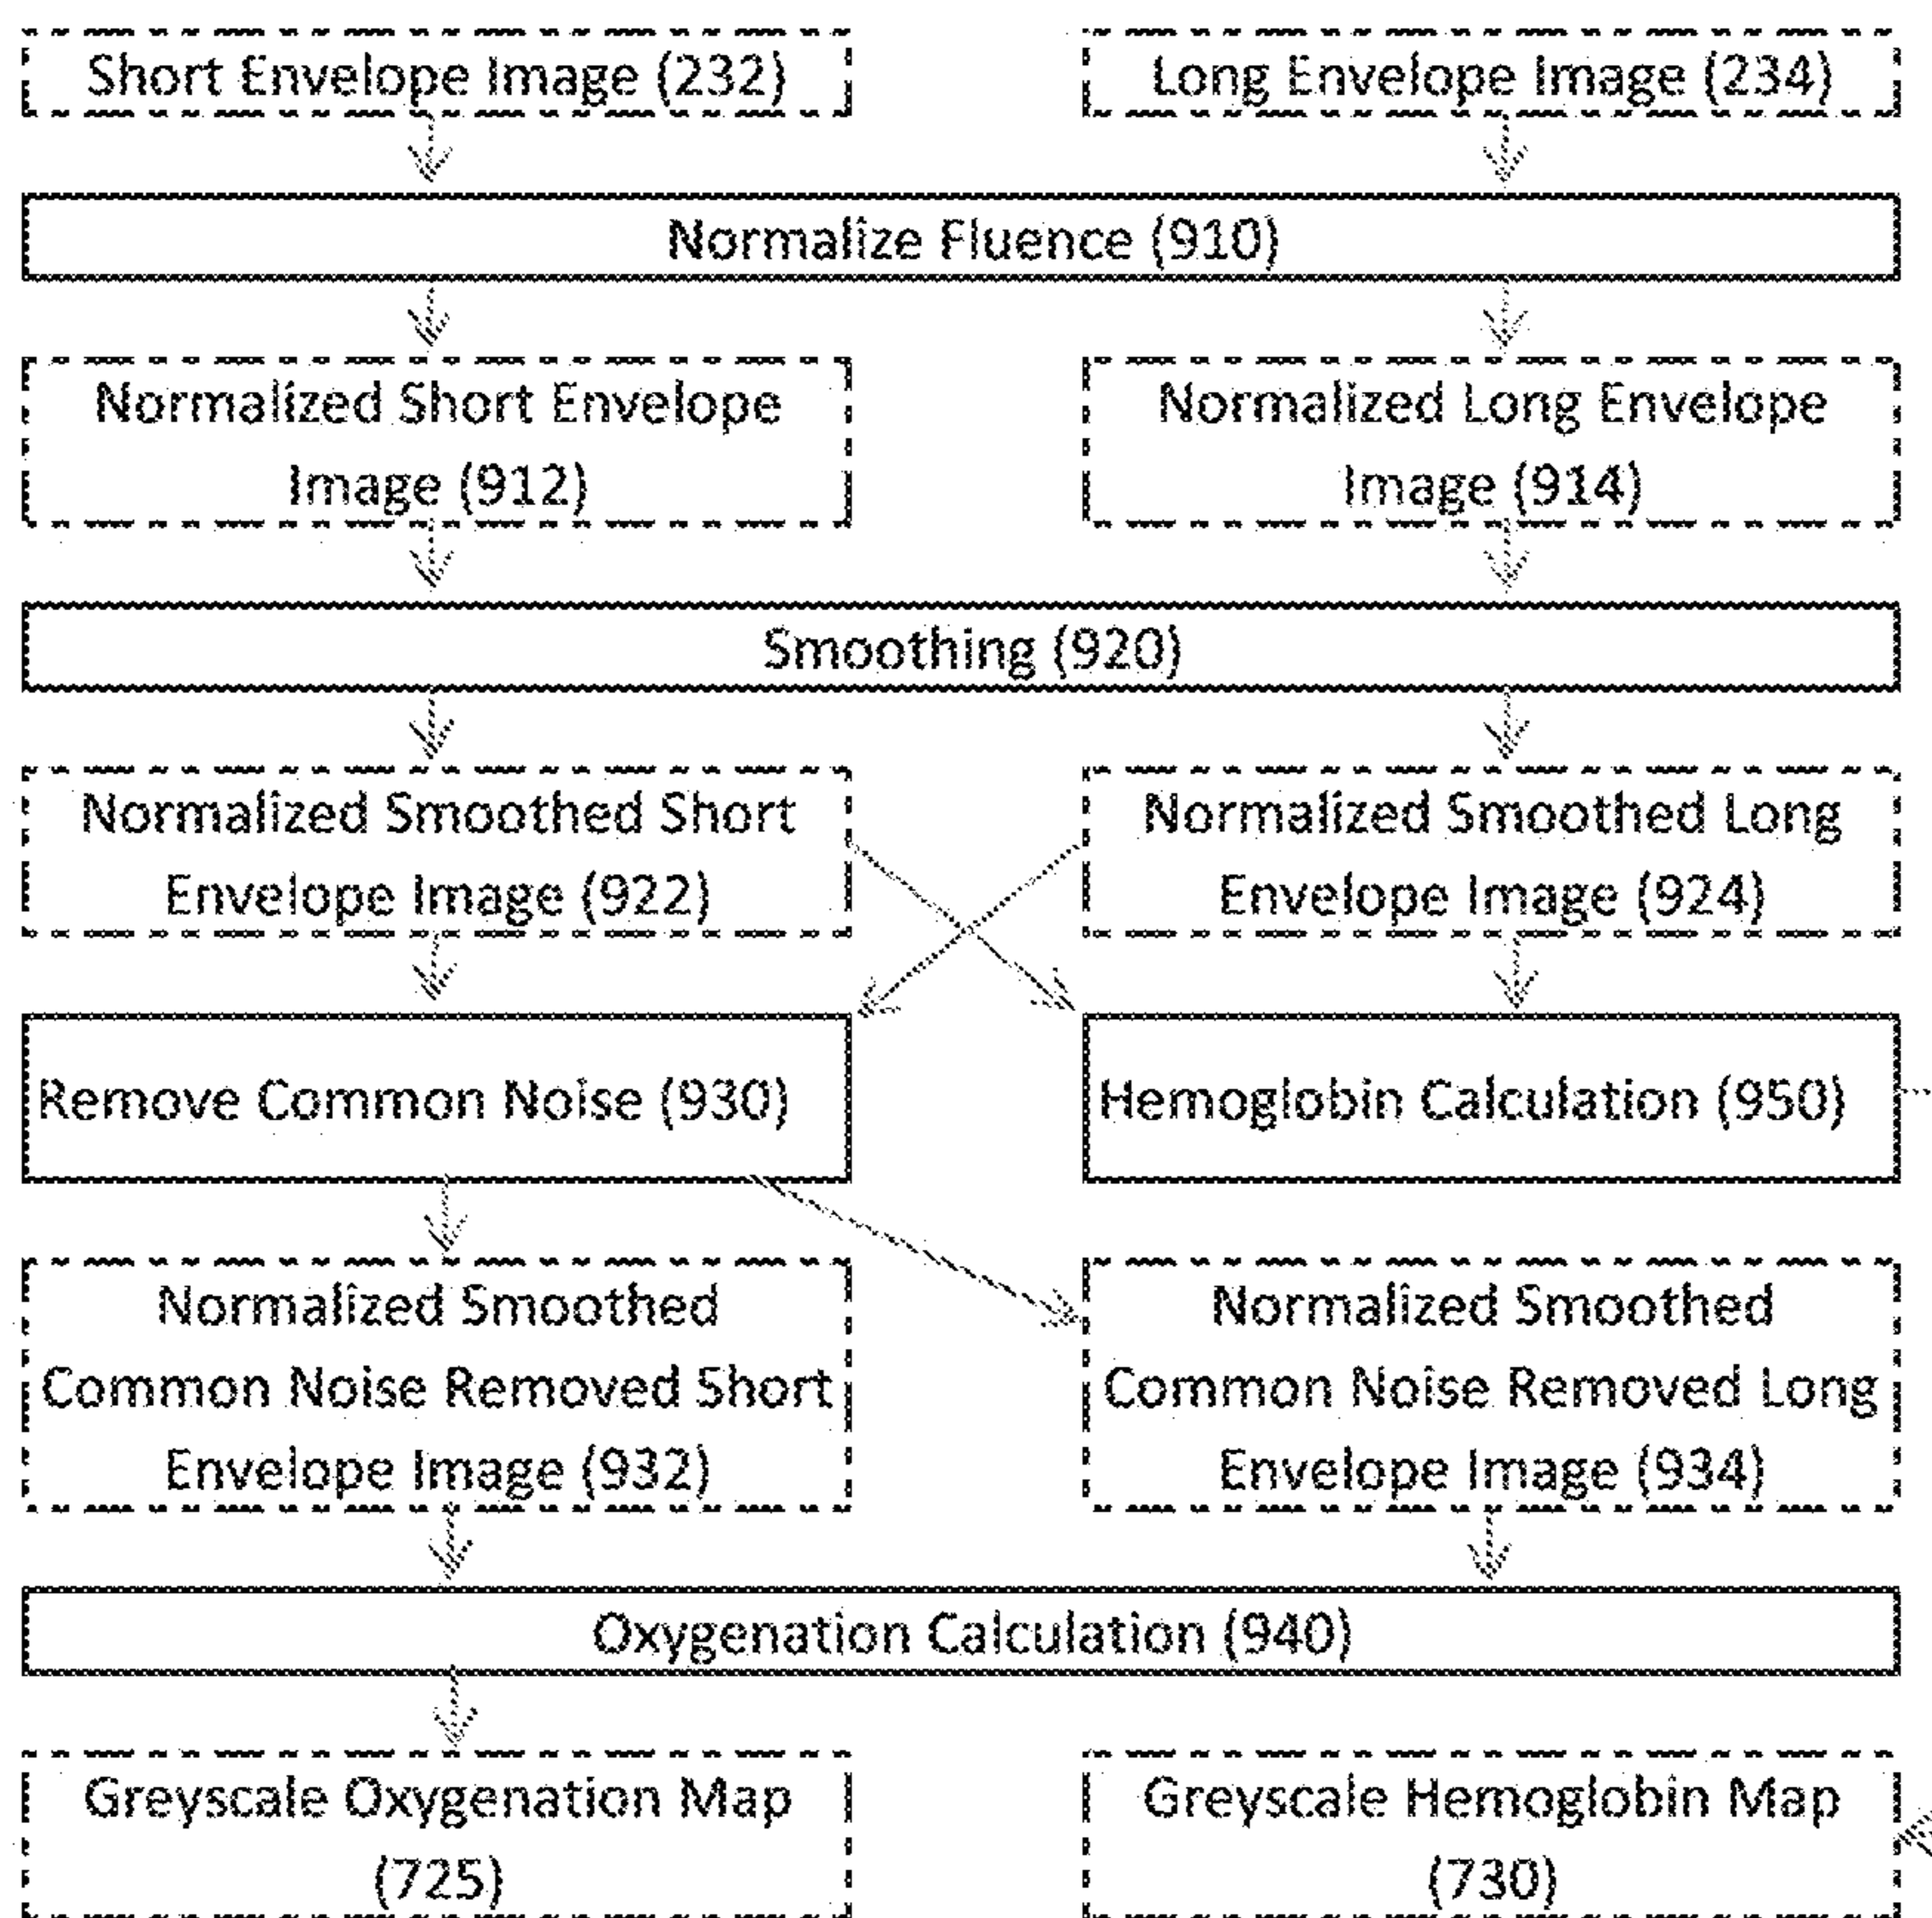 Short Envelope Image (232)
Long Envelope Image (234)
Normalize Fluence (910)
Normalized Short Envelope
Image (912)
Normalized Long Envelope
Image (914)
Smoothing (920)
Normalized Smoothed Short
Envelope Image (922)
Normalized Smoothed Long
Envelope Image (924)
Remove Common Noise (930)
Hemoglobin Calculation (950)
Normalized Smoothed
Common Noise Removed Short
Envelope Image (932)
Normalized Smoothed
Common Noise Removed Long
Envelope Image (934)
Oxygenation Calculation (940)
Greyscale Oxygenation Map
(725)
Greyscale Hemoglobin Map
(730)